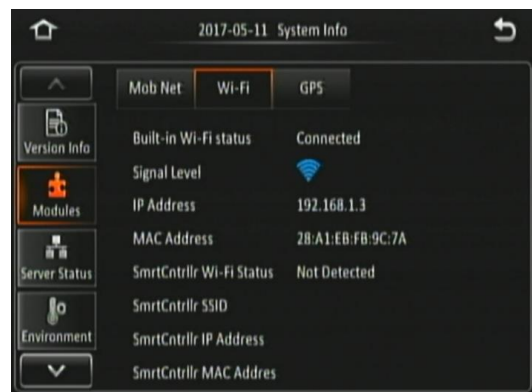 2017-05-11 System Info
Mob Net Wi-Fi GPS
Version Info
Modules
Server Status
Environment
Built-in Wi-Fi status Connected
Signal Level
IP Address 192.168.1.3
MAC Address 28:A1:EB:FB:9C:7A
SmrtCntrllr Wi-Fi Status Not Detected
SmrtCntrllr SSID
SmrtCntrllr IP Address
SmrtCntrllr MAC Addres